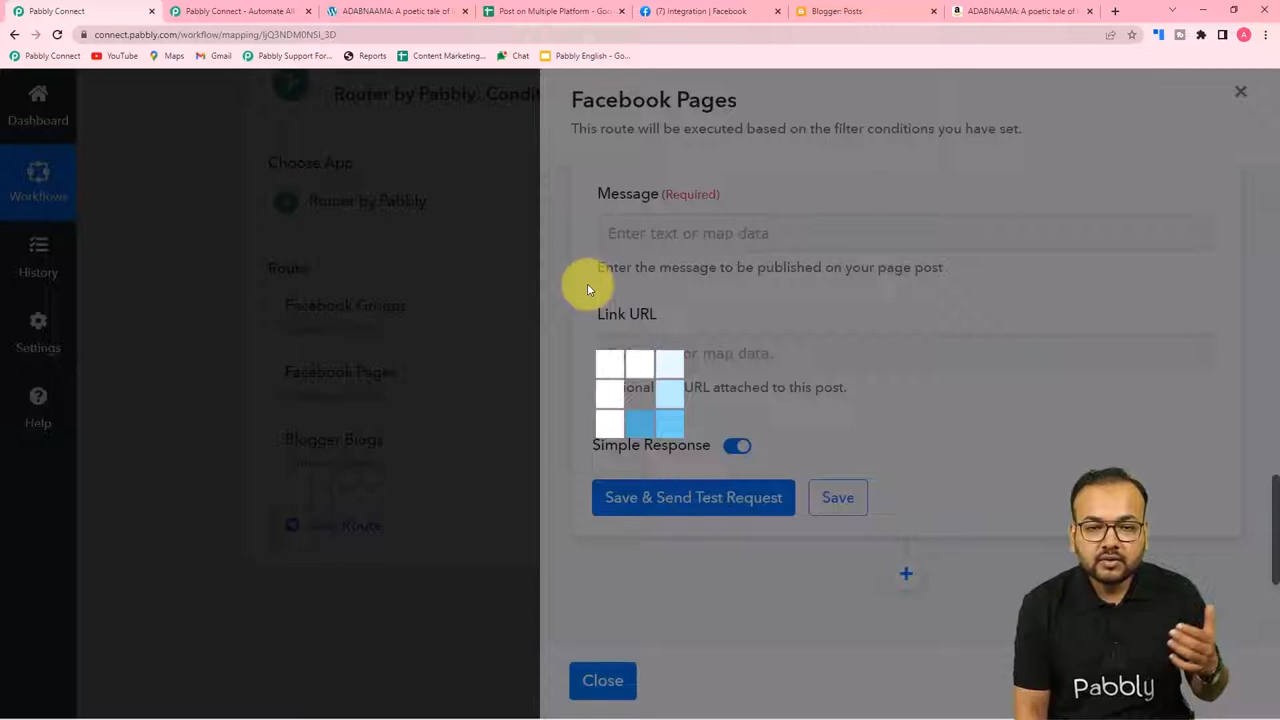 Pabbly Connect
Pabbly Connect - Automate All
ADABNAAMA: A poetic tale of
Post on Multiple Platform - Goo
(7) Integration | Facebook
Blogger: Posts
ADABNAAMA: A poetic tale of
connect.pabbly.com/workflow/mapping/IjQ3NDM0NSI_3D
A
Pabbly Connect
YouTube
Maps
Gmail
Pabbly Support For...
Reports
Content Marketing...
Chat
Pabbly English - Go...
Dashboard
Workflows
History
Settings
Help
Router by Pabbly: Condit
Choose App
Router by Pabbly
Route
Facebook Groups
Facebook Pages
Blogger Blogs
Route
Facebook Pages
This route will be executed based on the filter conditions you have set.
Message (Required)
Enter text or map data
Enter the message to be published on your page post
Link URL
or map data.
URL attached to this post.
Simple Response
Save & Send Test Request
Save
Close
Pabbly